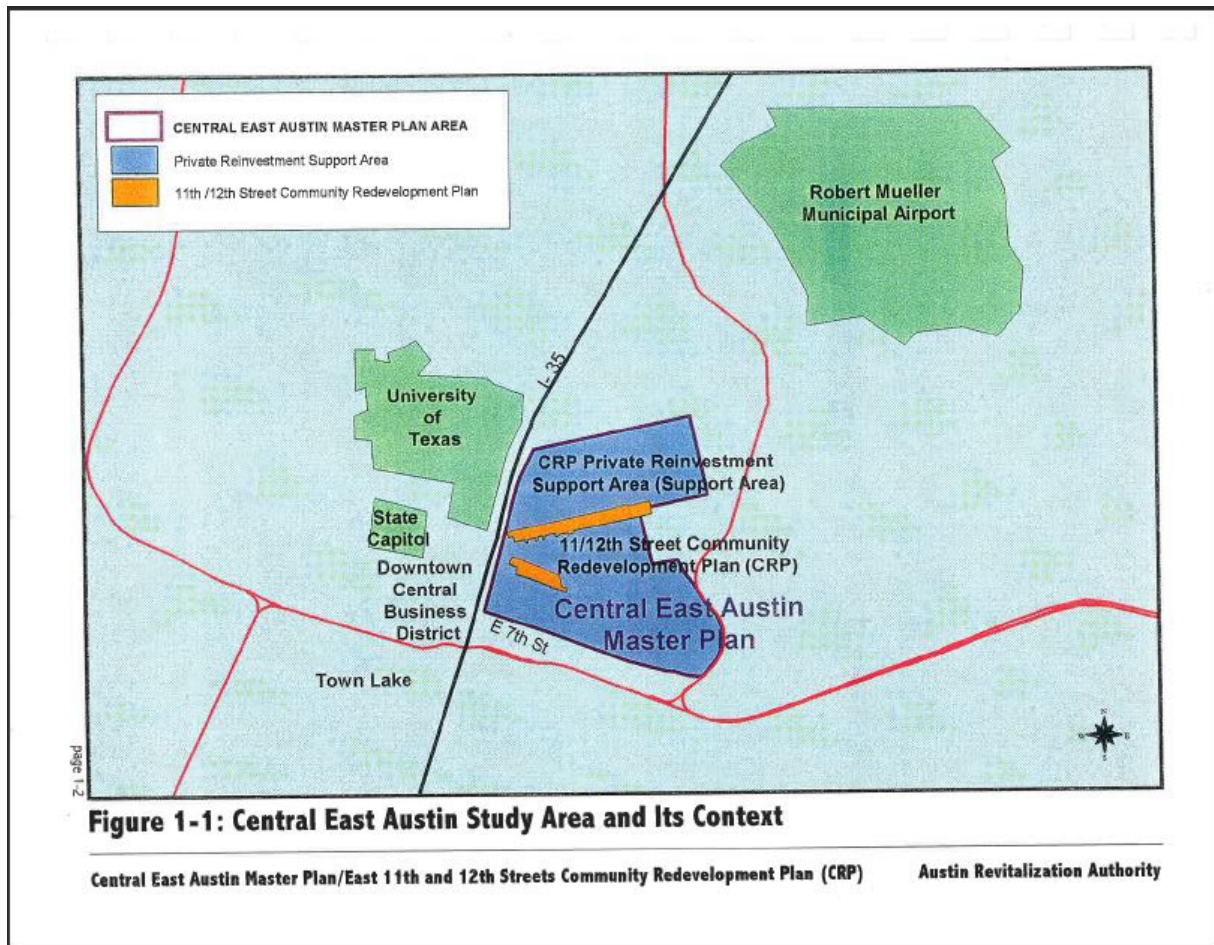 CENTRAL EAST AUSTIN MASTER PLAN AREA
Private Reinvestment Support Area
11th /12th Street Community Redevelopment Plan
Robert Mueller
Municipal Airport
I-35
University
of
Texas
CRP Private Reinvestment
Support Area (Support Area)
State
Capitol
11/12th Street Community
Redevelopment Plan (CRP)
Downtown
Central
Business
District
Central East Austin
Master Plan
E 7th St
Town Lake
N
S
page 1-2
Figure 1-1: Central East Austin Study Area and Its Context
Central East Austin Master Plan/East 11th and 12th Streets Community Redevelopment Plan (CRP)
Austin Revitalization Authority